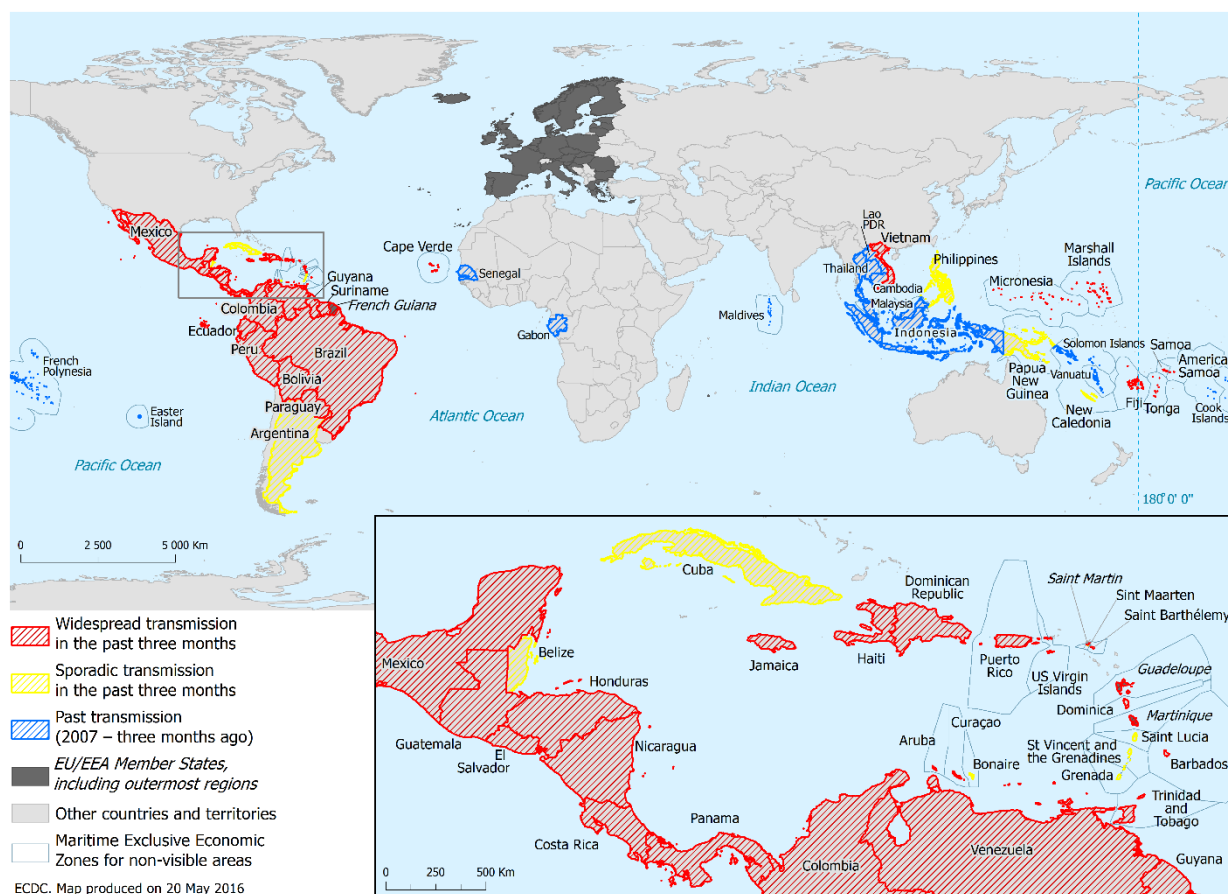 Pacific Ocean
Mexico
Cape Verde
Senegal
Lao
PDR
Vietnam
Thailand
Philippines
Marshall
Islands
Micronesia
Guyana
Suriname
French Guiana
Colombia
Cambodia
Malaysia
Maldives
Indonesia
Ecuador
Gabon
Peru
Brazil
Solomon Islands
Samoa
American
Samoa
French
Polynesia
Bolivia
Papua
New
Guinea
Vanuatu
Indian Ocean
Easter
Island
Paraguay
Atlantic Ocean
New
Caledonia
Fiji
Tonga
Cook
Islands
Argentina
Pacific Ocean
180°0'0"
0 2 500 5 000 Km
Cuba
Dominican
Republic
Saint Martin
Sint Maarten
Saint Barthélemy
Mexico
Belize
Jamaica
Haiti
Puerto
Rico
US Virgin
Islands
Guadeloupe
Honduras
Dominica
Martinique
Guatemala
El
Salvador
Nicaragua
Curaçao
Aruba
Bonaire
Saint Lucia
St Vincent and
the Grenadines
Barbados
Grenada
Trinidad
and
Tobago
Costa Rica
Panama
Colombia
Venezuela
Guyana
0 250 500 Km
Widespread transmission
in the past three months
Sporadic transmission
in the past three months
Past transmission
(2007 – three months ago)
EU/EEA Member States,
including outermost regions
Other countries and territories
Maritime Exclusive Economic
Zones for non-visible areas
ECDC. Map produced on 20 May 2016